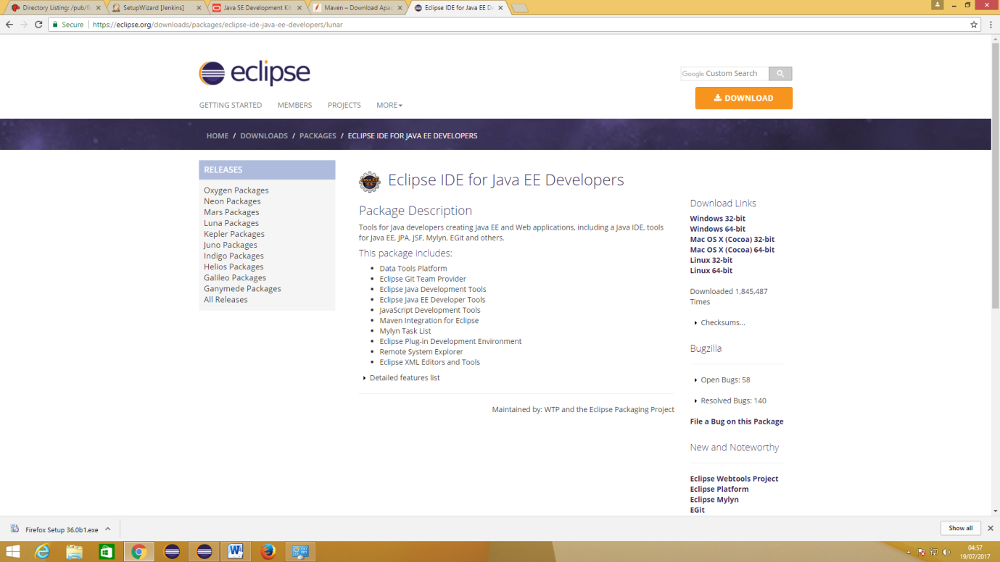 Directory Listing: /pub/fi
SetupWizard [Jenkins]
Java SE Development Kit
Maven – Download Apac
Eclipse IDE for Java EE De
Secure
https://eclipse.org/downloads/packages/eclipse-ide-java-ee-developers/lunar
eclipse
Google Custom Search
DOWNLOAD
GETTING STARTED MEMBERS PROJECTS MORE
HOME / DOWNLOADS / PACKAGES / ECLIPSE IDE FOR JAVA EE DEVELOPERS
RELEASES
Oxygen Packages
Neon Packages
Mars Packages
Luna Packages
Kepler Packages
Juno Packages
Indigo Packages
Helios Packages
Galileo Packages
Ganymede Packages
All Releases
Java EE
IDE
Eclipse IDE for Java EE Developers
Package Description
Tools for Java developers creating Java EE and Web applications, including a Java IDE, tools
for Java EE, JPA, JSF, Mylyn, EGit and others.
This package includes:
Data Tools Platform
Eclipse Git Team Provider
Eclipse Java Development Tools
Eclipse Java EE Developer Tools
JavaScript Development Tools
Maven Integration for Eclipse
Mylyn Task List
Eclipse Plug-in Development Environment
Remote System Explorer
Eclipse XML Editors and Tools
Detailed features list
Maintained by: WTP and the Eclipse Packaging Project
Download Links
Windows 32-bit
Windows 64-bit
Mac OS X (Cocoa) 32-bit
Mac OS X (Cocoa) 64-bit
Linux 32-bit
Linux 64-bit
Downloaded 1,845,487
Times
Checksums...
Bugzilla
Open Bugs: 58
Resolved Bugs: 140
File a Bug on this Package
New and Noteworthy
Eclipse Webtools Project
Eclipse Platform
Eclipse Mylyn
EGit
Firefox Setup 36.0b1.exe
Show all
04:57
19/07/2017